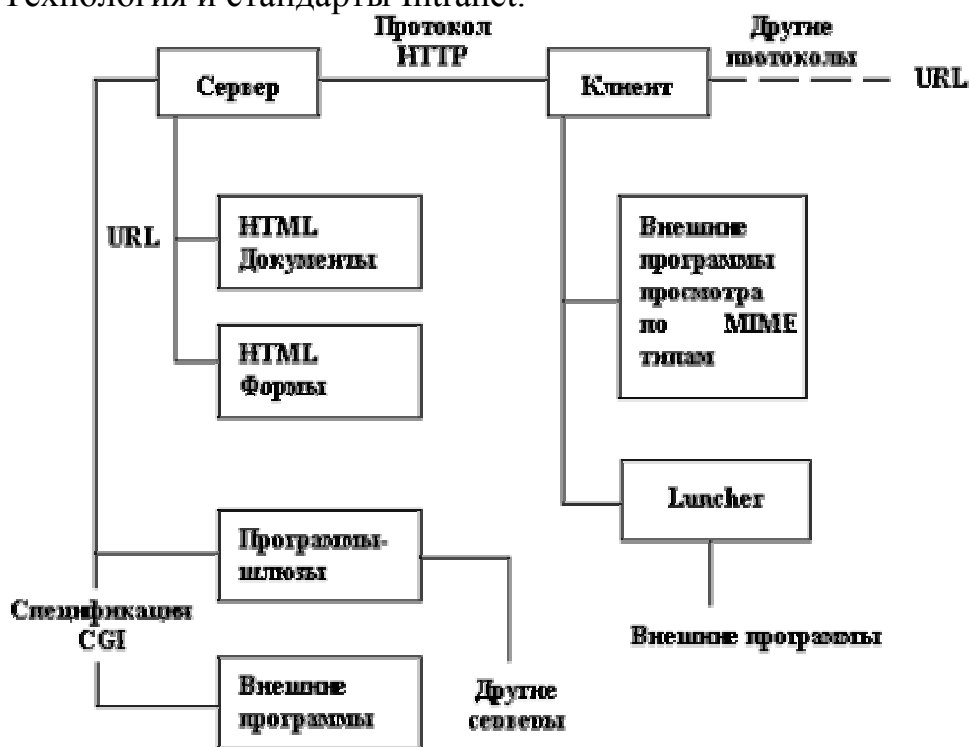 Технология и стандарты Intranet.
Протокол
HTTP
Другие
протоколы
Сервер
Клиент
URL
URL
HTML
Документы
HTML
Формы
Внешние
программы
просмотра
по MIME
типам
Luncher
Программы-
шлюзы
Спецификация
CGI
Внешние
программы
Другие
серверы
Внешние программы